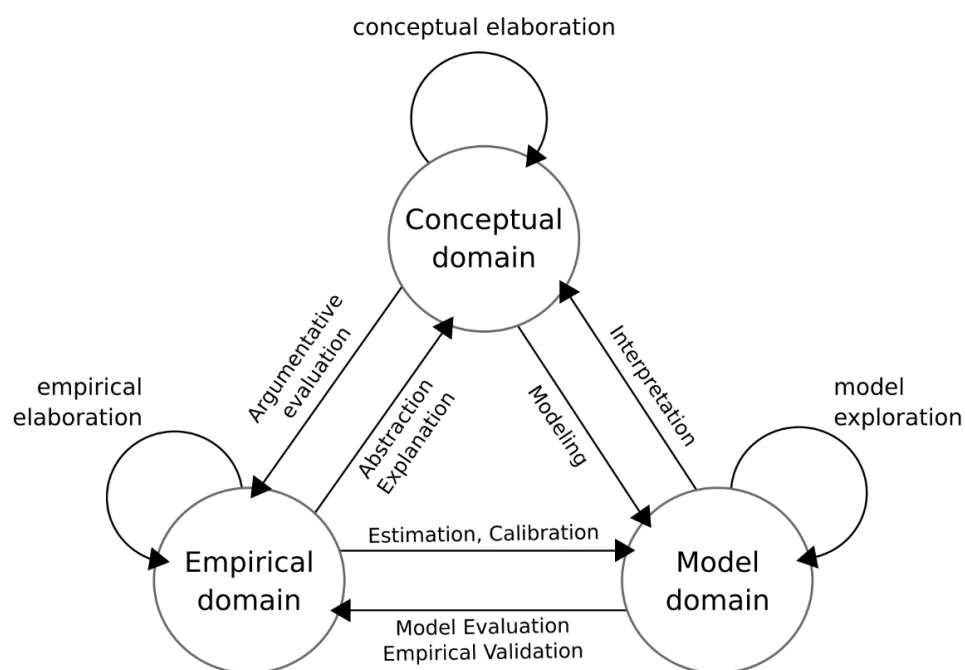 conceptual elaboration
Conceptual
domain
Argumentative
evaluation
Abstraction
Explanation
Modeling
Interpretation
empirical
elaboration
model
exploration
Estimation, Calibration
Empirical
domain
Model
domain
Model Evaluation
Empirical Validation